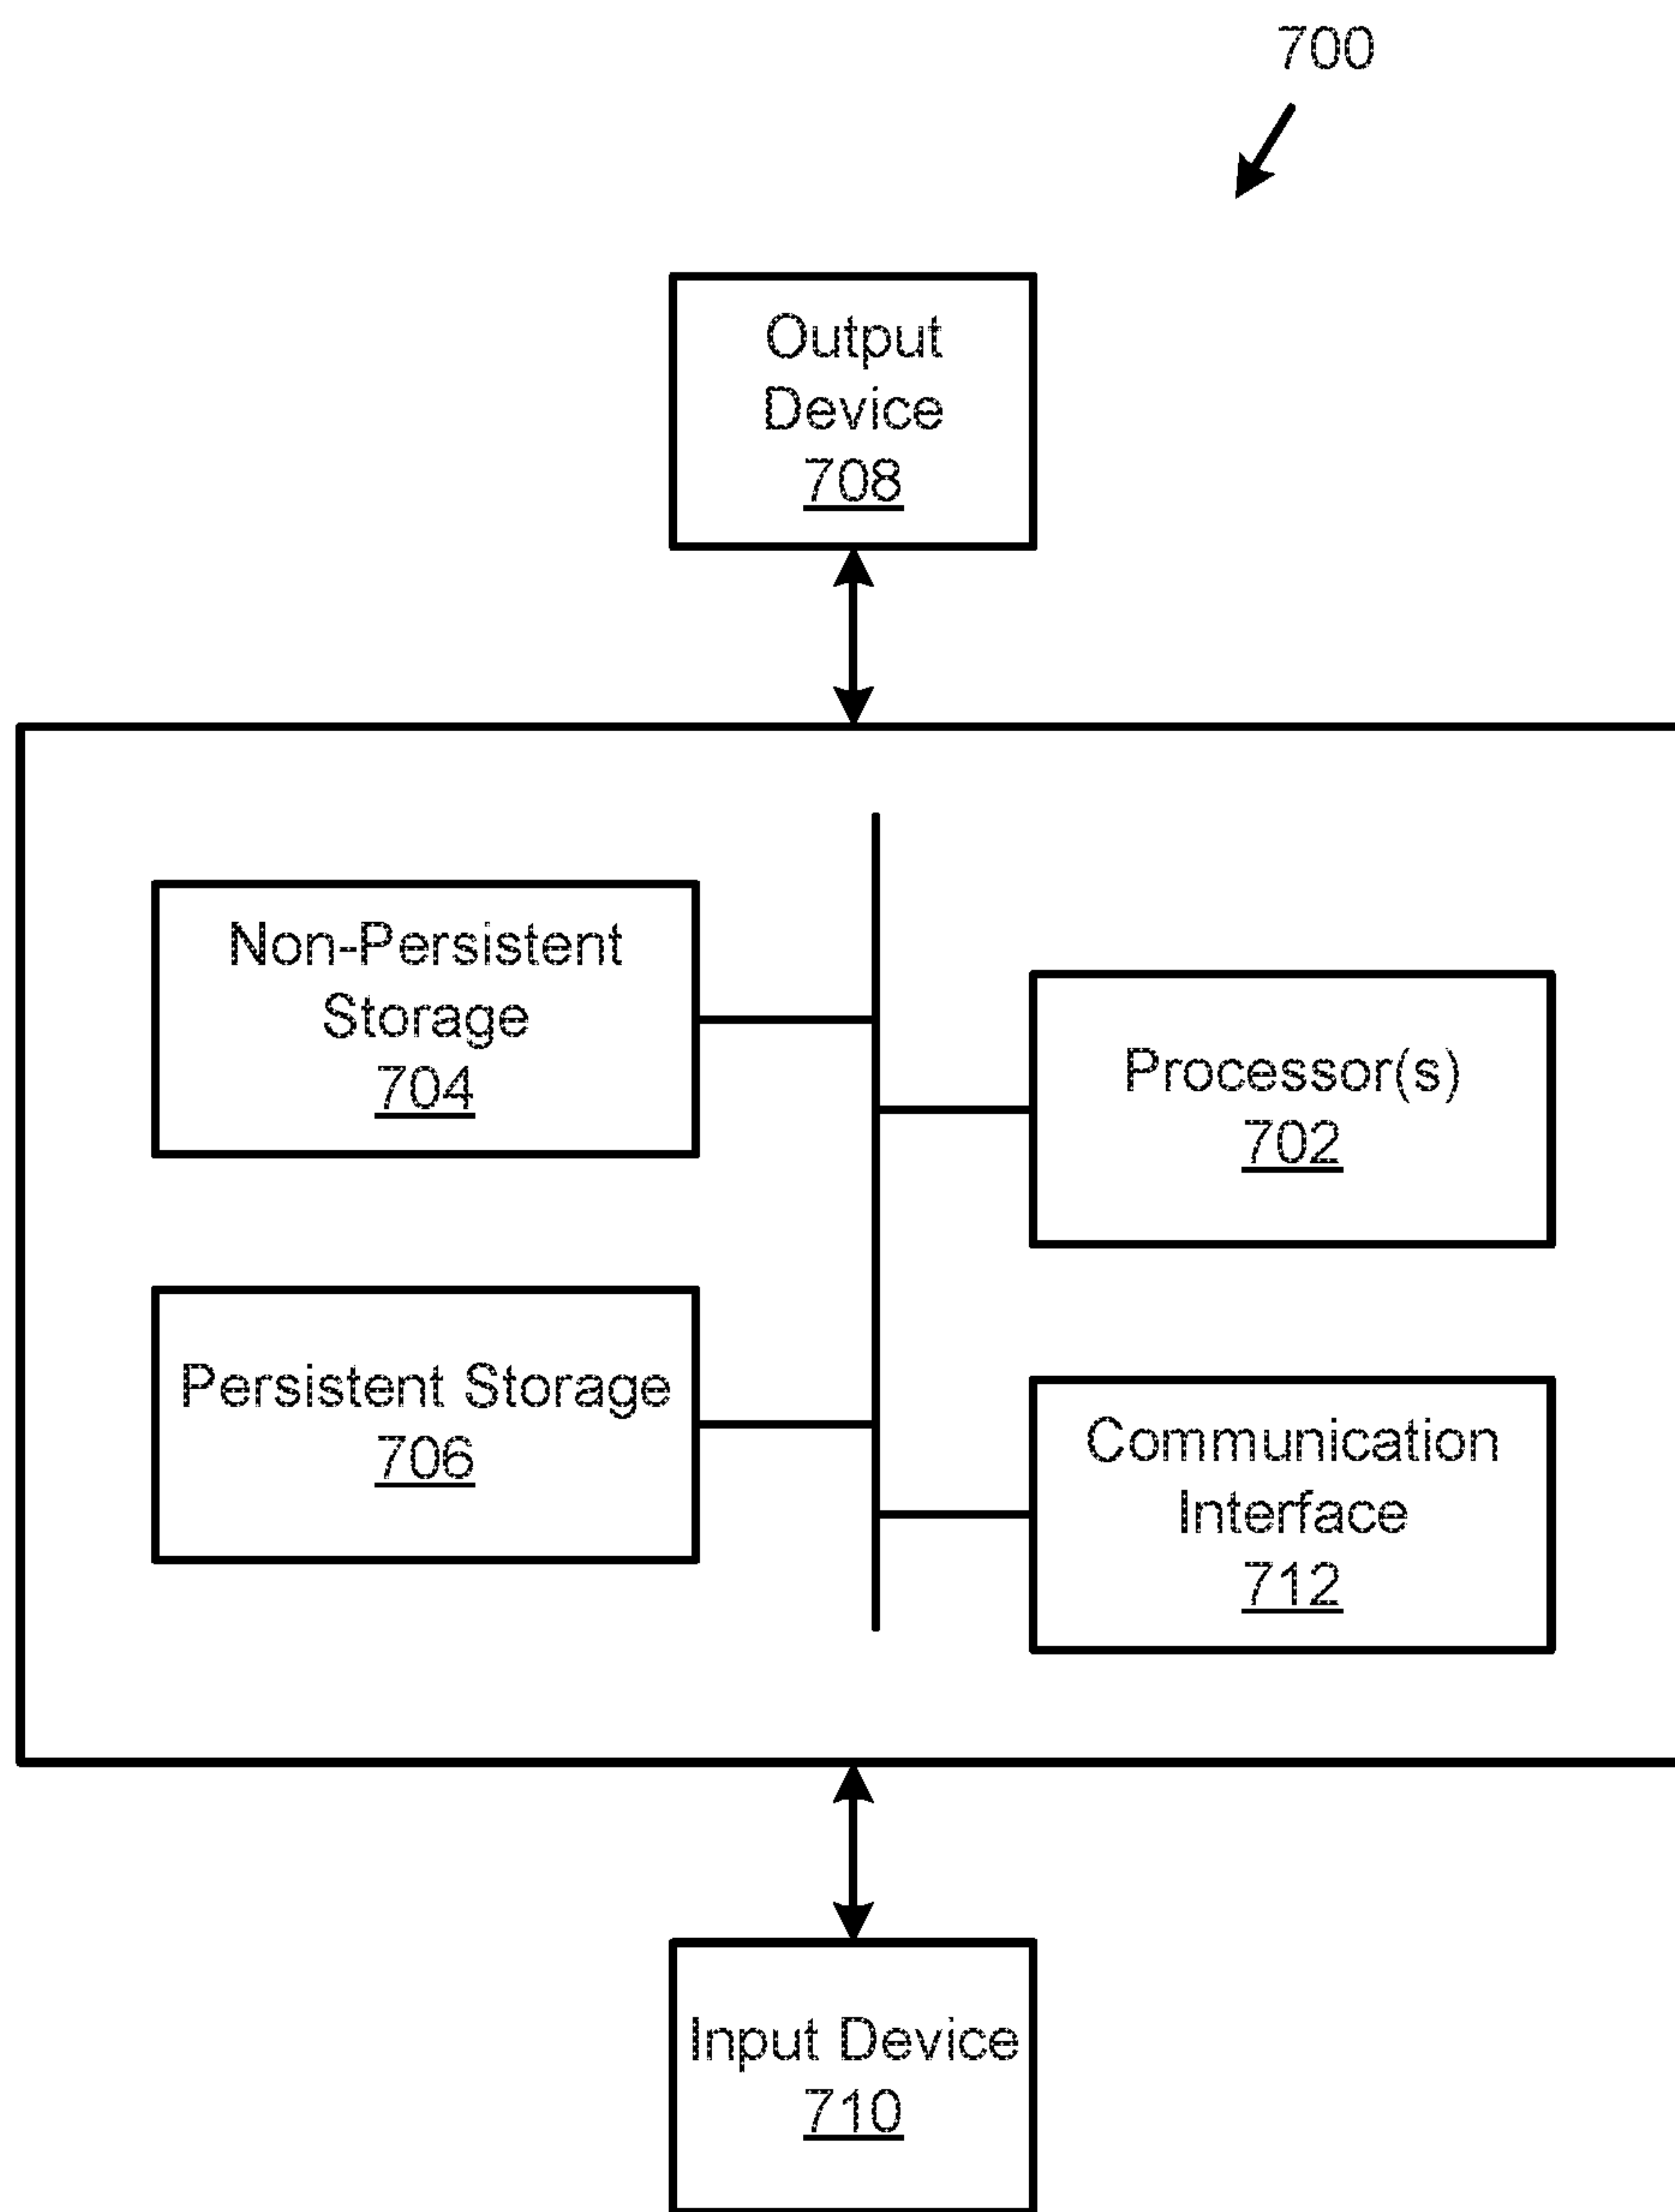 700
Output
Device
708
Non-Persistent
Storage
704
Processor(s)
702
Persistent Storage
706
Communication
Interface
712
Input Device
710